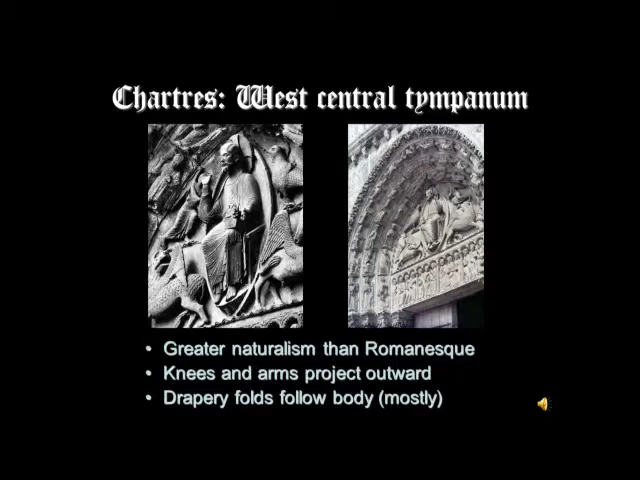 Chartres: West central tympanum
• Greater naturalism than Romanesque
• Knees and arms project outward
• Drapery folds follow body (mostly)